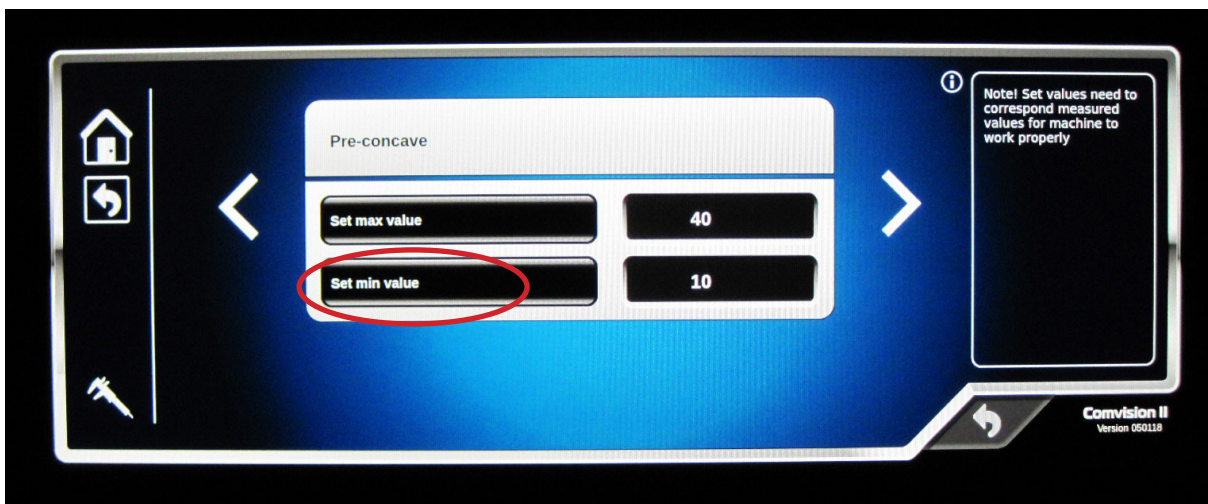 Pre-concave
Set max value
40
Set min value
10
Note! Set values need to
correspond measured
values for machine to
work properly
Comvision II
Version 050118